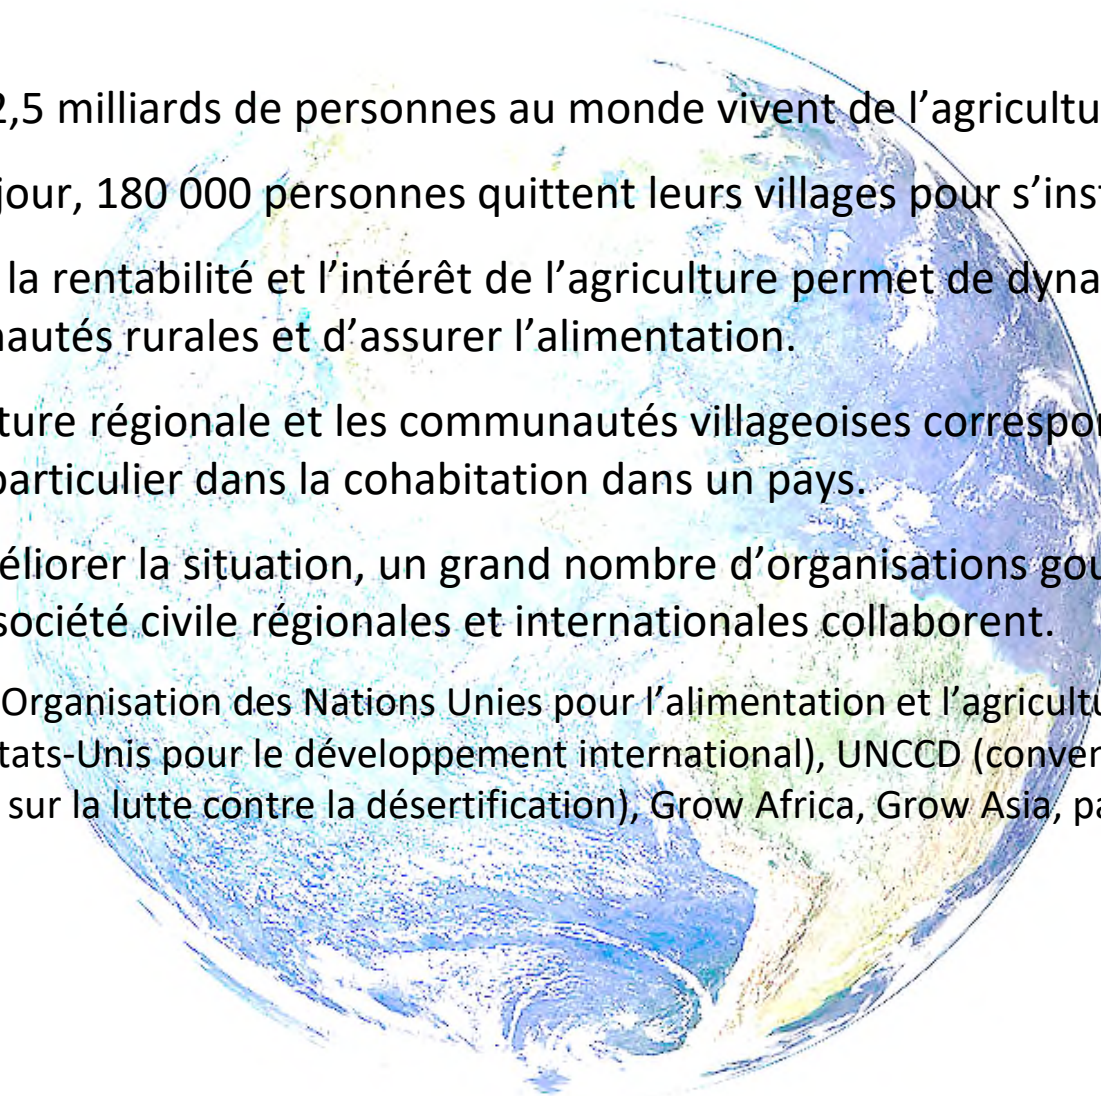 2,5 milliards de personnes au monde vivent de l’agricultu
jour, 180 000 personnes quittent leurs villages pour s’inst
la rentabilité et l’intérêt de l’agriculture permet de dyna
nautés rurales et d’assurer l’alimentation.
ture régionale et les communautés villageoises correspon
particulier dans la cohabitation dans un pays.
éliorer la situation, un grand nombre d’organisations gou
société civile régionales et internationales collaborent.
Organisation des Nations Unies pour l’alimentation et l’agricultu
tats-Unis pour le développement international), UNCCD (conven
sur la lutte contre la désertification), Grow Africa, Grow Asia, pa